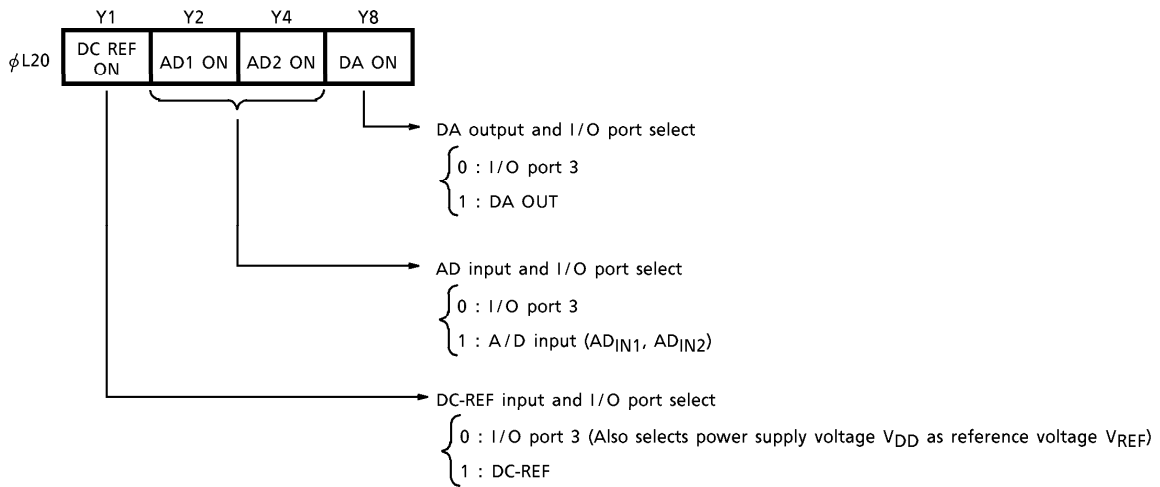 Y1 Y2 Y4 Y8
ϕL20 DC REF ON AD1 ON AD2 ON DA ON
DA output and I/O port select
0 : I/O port 3
1 : DA OUT
AD input and I/O port select
0 : I/O port 3
1 : A/D input (ADIN1, ADIN2)
DC-REF input and I/O port select
0 : I/O port 3 (Also selects power supply voltage VDD as reference voltage VREF)
1 : DC-REF